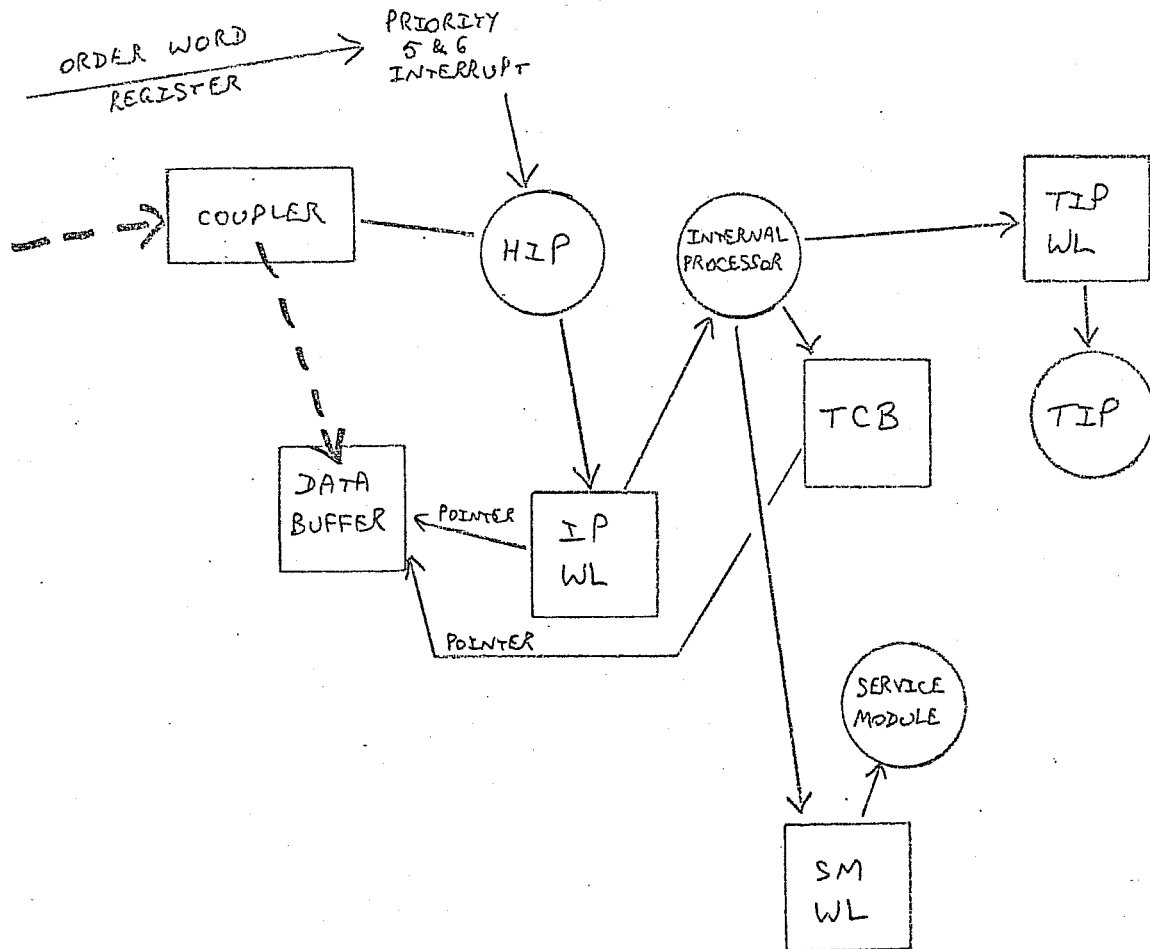 ORDER WORD
REGISTER
PRIORITY
5 & 6
INTERRUPT
COUPLER
HIP
INTERNAL
PROCESSOR
TIP
WL
TCB
TIP
DATA
BUFFER
POINTER
IP
WL
POINTER
SERVICE
MODULE
SM
WL